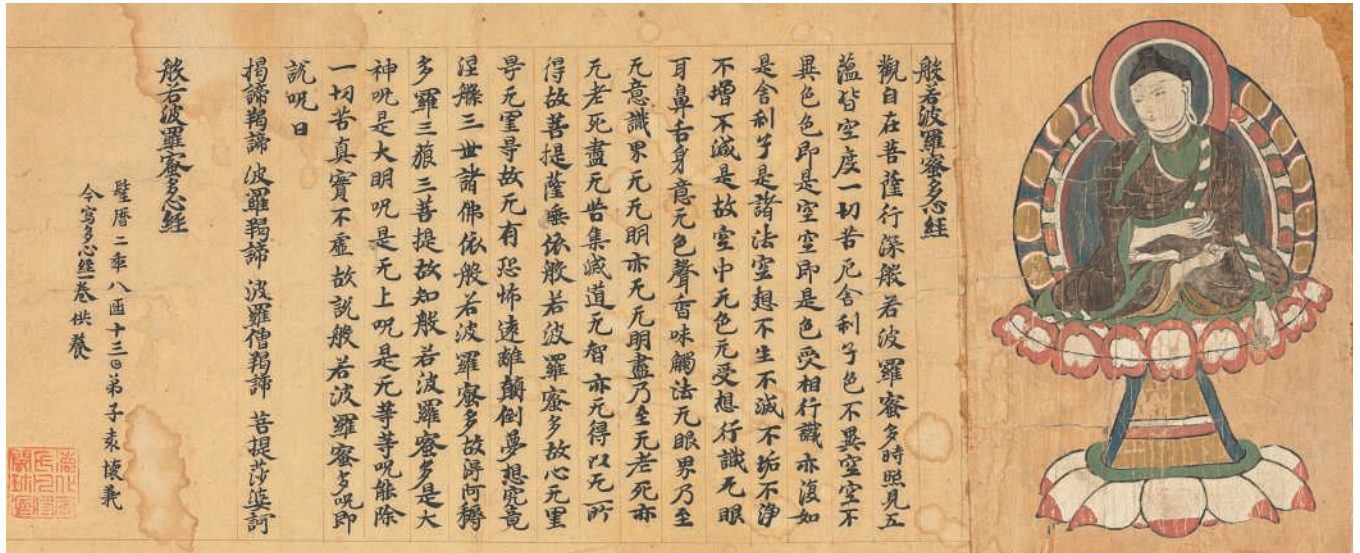 般若波羅蜜多心經
觀自在菩薩行深般若波羅蜜多時照見五
蘊皆空度一切苦厄舍利子色不異空空不
異色色即是空空即是色受相行識亦復如
是舍利子是諸法空想不生不滅不垢不淨
不增不減是故空中无色无受想行識无眼
耳鼻舌身意无色聲香味觸法无眼界乃至
无意識界无无明亦无无明盡乃至无老死亦
无老死盡无苦集滅道无智亦无得以无所
得故菩提薩埵依般若波羅蜜多故心无罣
㝵无罣㝵故无有恐怖遠離顛倒夢想究竟
涅槃三世諸佛依般若波羅蜜多故得阿耨
多羅三藐三菩提故知般若波羅蜜多是大
神呪是大明呪是无上呪是无等等呪能除
一切苦真實不虛故說般若波羅蜜多呪即
說呪曰
揭諦羯諦 波羅羯諦 波羅僧羯諦 菩提莎婆訶
般若波羅蜜多心經
𨲢曆二秊八𠥱十三𡆠弟子袁懷義
今寫多心經一卷供養